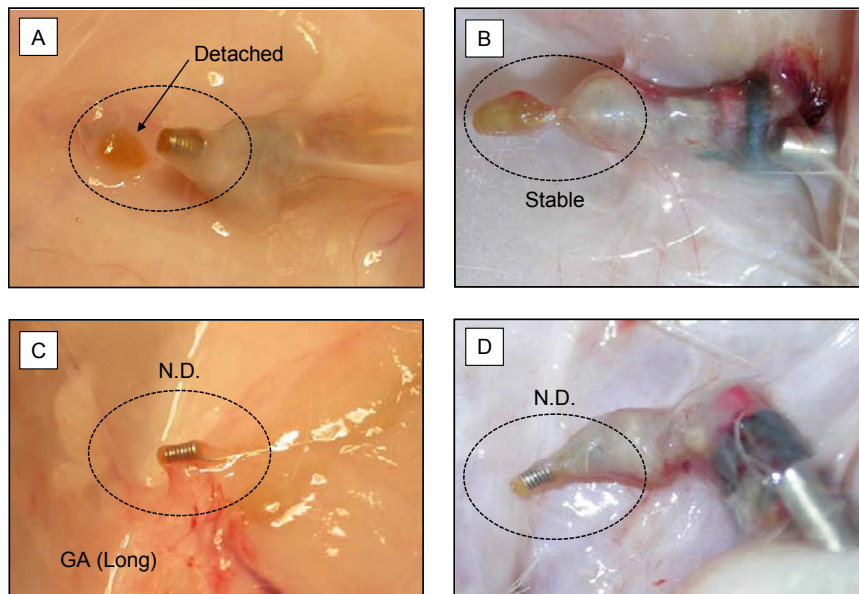 A
Detached
B
Stable
C
N.D.
GA (Long)
D
N.D.